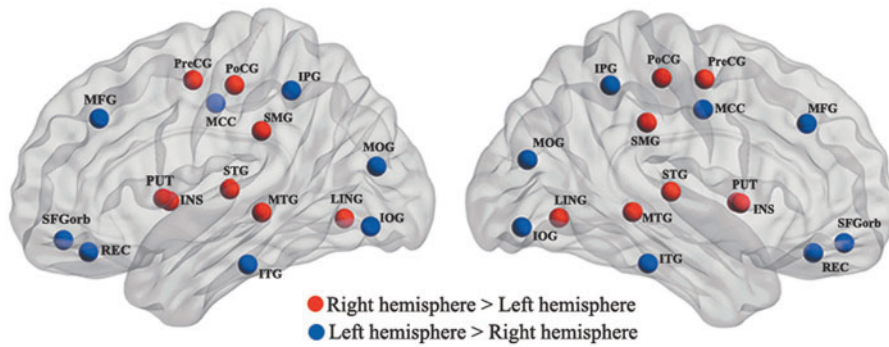 PreCG
PoCG
IPG
MFG
MCC
SMG
MOG
STG
PUT
INS
MTG
LING
SFGorb
IOG
REC
ITG
PoCG
PreCG
IPG
MCC
MFG
SMG
MOG
STG
PUT
LING
INS
MTG
SFGorb
IOG
ITG
REC
Right hemisphere > Left hemisphere
Left hemisphere > Right hemisphere